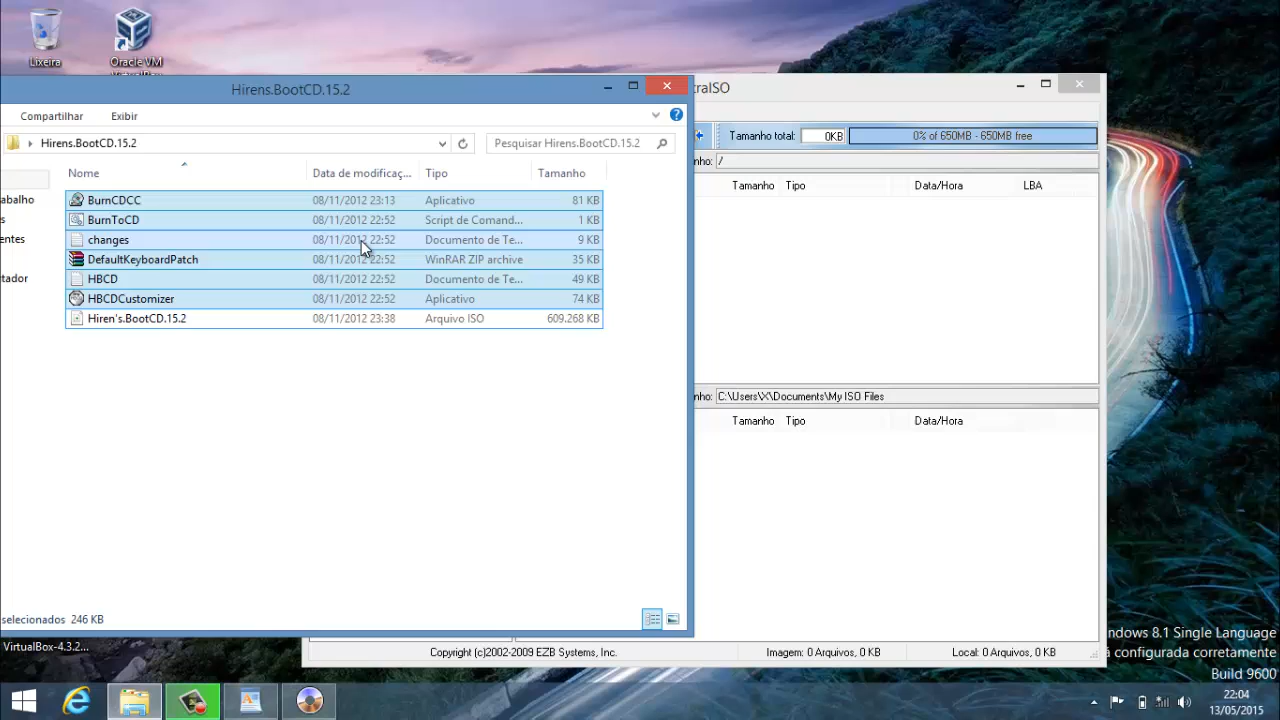 Lixeira
Oracle VM
Hirens.BootCD.15.2
traISO
Compartilhar Exibir
Tamanho total: 0KB 0% of 650MB - 650MB free
Hirens.BootCD.15.2
Pesquisar Hirens.BootCD.15.2
nho: /
Nome Data de modificaç... Tipo Tamanho
Tamanho Tipo Data/Hora LBA
abalho
s
entes
tador
BurnCDCC 08/11/2012 23:13 Aplicativo 81 KB
BurnToCD 08/11/2012 22:52 Script de Comand... 1 KB
changes 08/11/2012 22:52 Documento de Te... 9 KB
DefaultKeyboardPatch 08/11/2012 22:52 WinRAR ZIP archive 35 KB
HBCD 08/11/2012 22:52 Documento de Te... 49 KB
HBCDCustomizer 08/11/2012 22:52 Aplicativo 74 KB
Hiren's.BootCD.15.2 08/11/2012 23:38 Arquivo ISO 609.268 KB
nho: C:\Users\X\Documents\My ISO Files
Tamanho Tipo Data/Hora
selecionados 246 KB
VirtualBox-4.3.2...
Copyright (c)2002-2009 EZB Systems, Inc. Imagem: 0 Arquivos, 0 KB Local: 0 Arquivos, 0 KB
ndows 8.1 Single Language
á configurada corretamente
Build 9600
22:04
13/05/2015